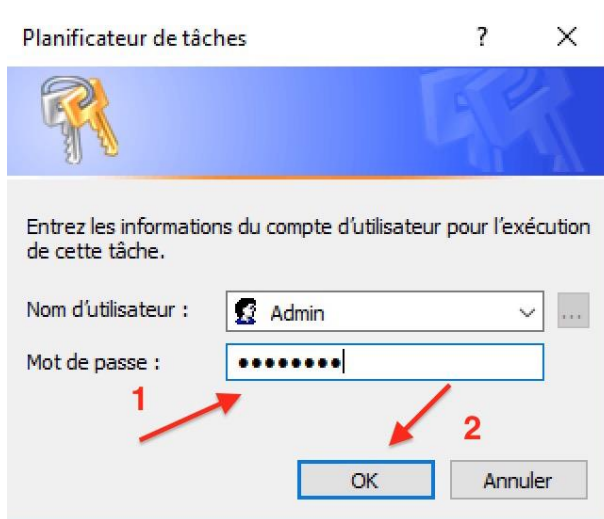 Planificateur de tâches ? ×
Entrez les informations du compte d'utilisateur pour l'exécution
de cette tâche.
Nom d'utilisateur : Admin ...
Mot de passe : ●●●●●●●●
1
2
OK Annuler